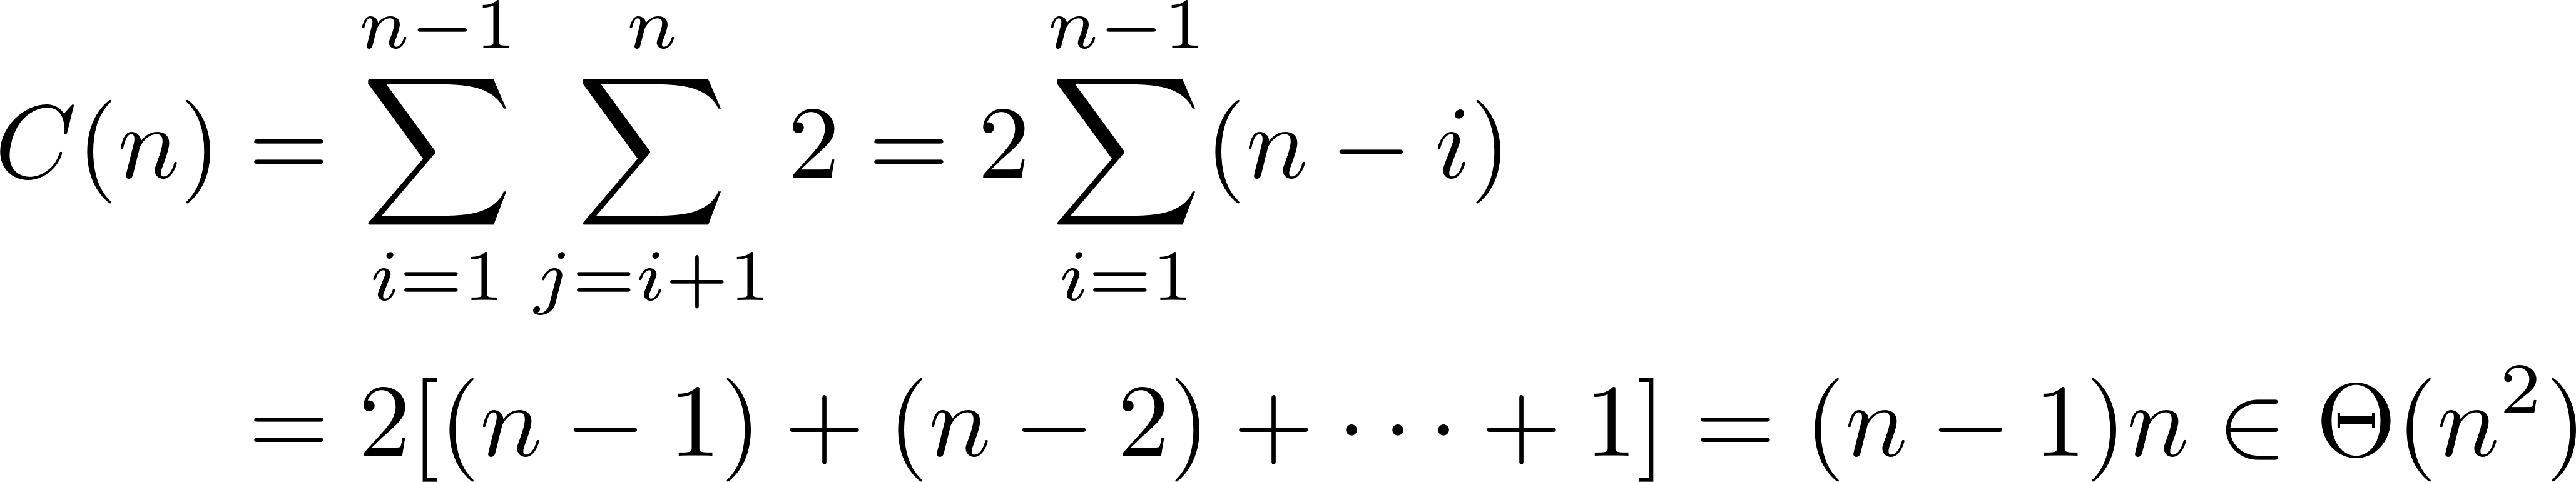 C(n) = \sum_{i=1}^{n-1} \sum_{j=i+1}^{n} 2 = 2 \sum_{i=1}^{n-1} (n - i)
= 2[(n - 1) + (n - 2) + \cdots + 1] = (n - 1)n \in \Theta(n^2)